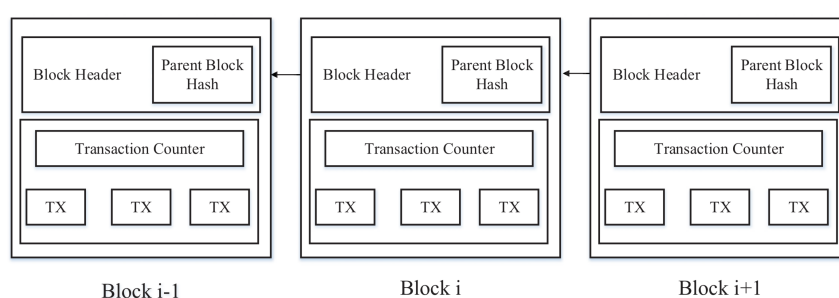 Block Header
Parent Block
Hash
Transaction Counter
TX TX TX
Block i-1
Block Header
Parent Block
Hash
Transaction Counter
TX TX TX
Block i
Block Header
Parent Block
Hash
Transaction Counter
TX TX TX
Block i+1